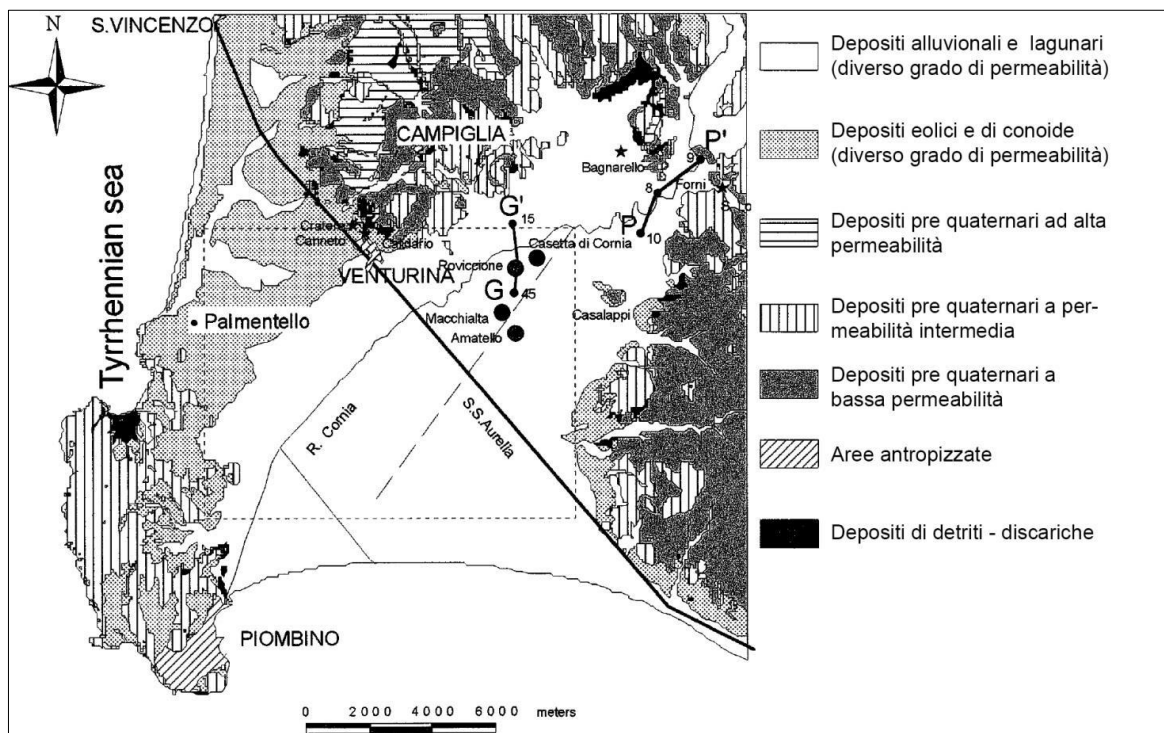 N
S.VINCENZO
Tyrrhennian sea
CAMPIGLIA
Bagnarello
P'
9
8
Forni
P
10
G'
15
Casetta di Cornia
Canneto
Calidario
VENTURINA
Roviccione
G
45
Macchialta
Amatello
Casalappi
Palmentello
R. Cornia
S.S.Aurelia
PIOMBINO
0 2000 4000 6000 meters
Depositi alluvionali e lagunari
(diverso grado di permeabilità)
Depositi eolici e di conoide
(diverso grado di permeabilità)
Depositi pre quaternari ad alta
permeabilità
Depositi pre quaternari a per-
meabilità intermedia
Depositi pre quaternari a
bassa permeabilità
Aree antropizzate
Depositi di detriti - discariche